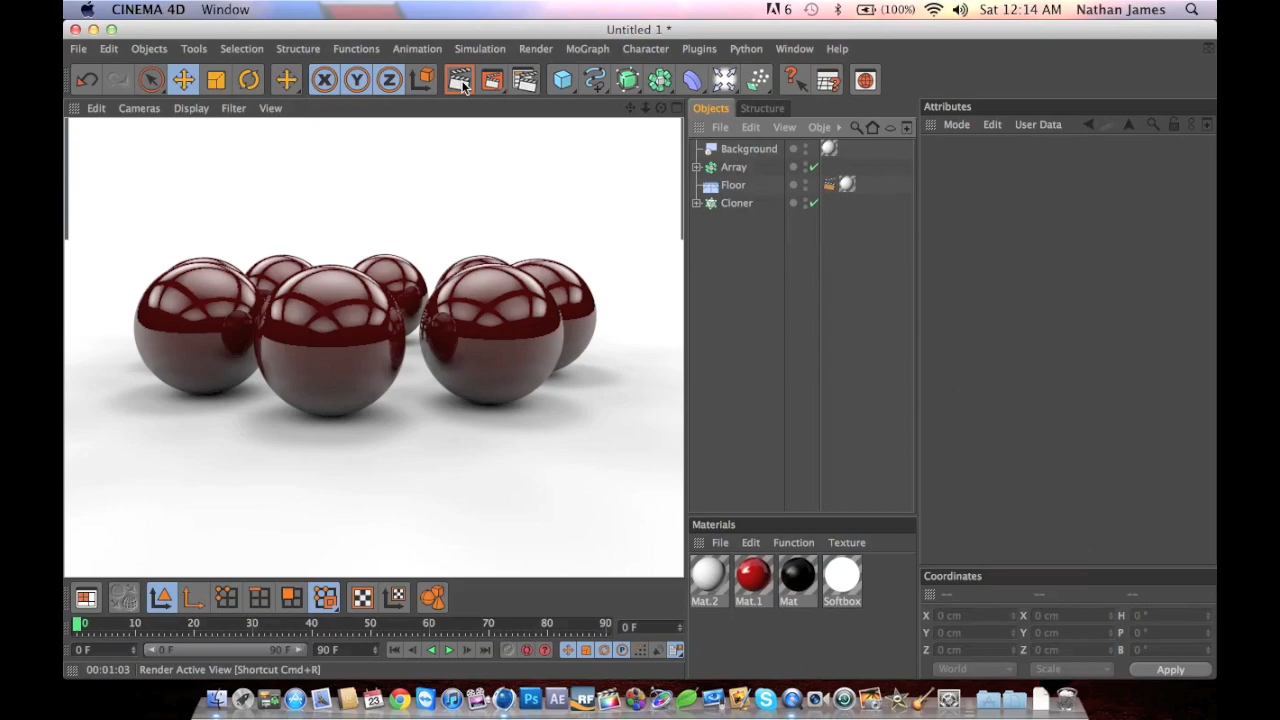 CINEMA 4D Window 6 (100%) Sat 12:14 AM Nathan James
Untitled 1 *
File Edit Objects Tools Selection Structure Functions Animation Simulation Render MoGraph Character Plugins Python Window Help
X Y Z
Edit Cameras Display Filter View
Objects Structure
Attributes
File Edit View Obje
Mode Edit User Data
Background
Array
Floor
Cloner
Materials
File Edit Function Texture
Mat.2 Mat.1 Mat Softbox
Coordinates
-- -- --
X 0 cm X 0 cm H 0 °
Y 0 cm Y 0 cm P 0 °
Z 0 cm Z 0 cm B 0 °
World Scale Apply
0 10 20 30 40 50 60 70 80 90 0 F
0 F 0 F 90 F 90 F P
00:01:03 Render Active View [Shortcut Cmd+R]
23 Ps AE RF